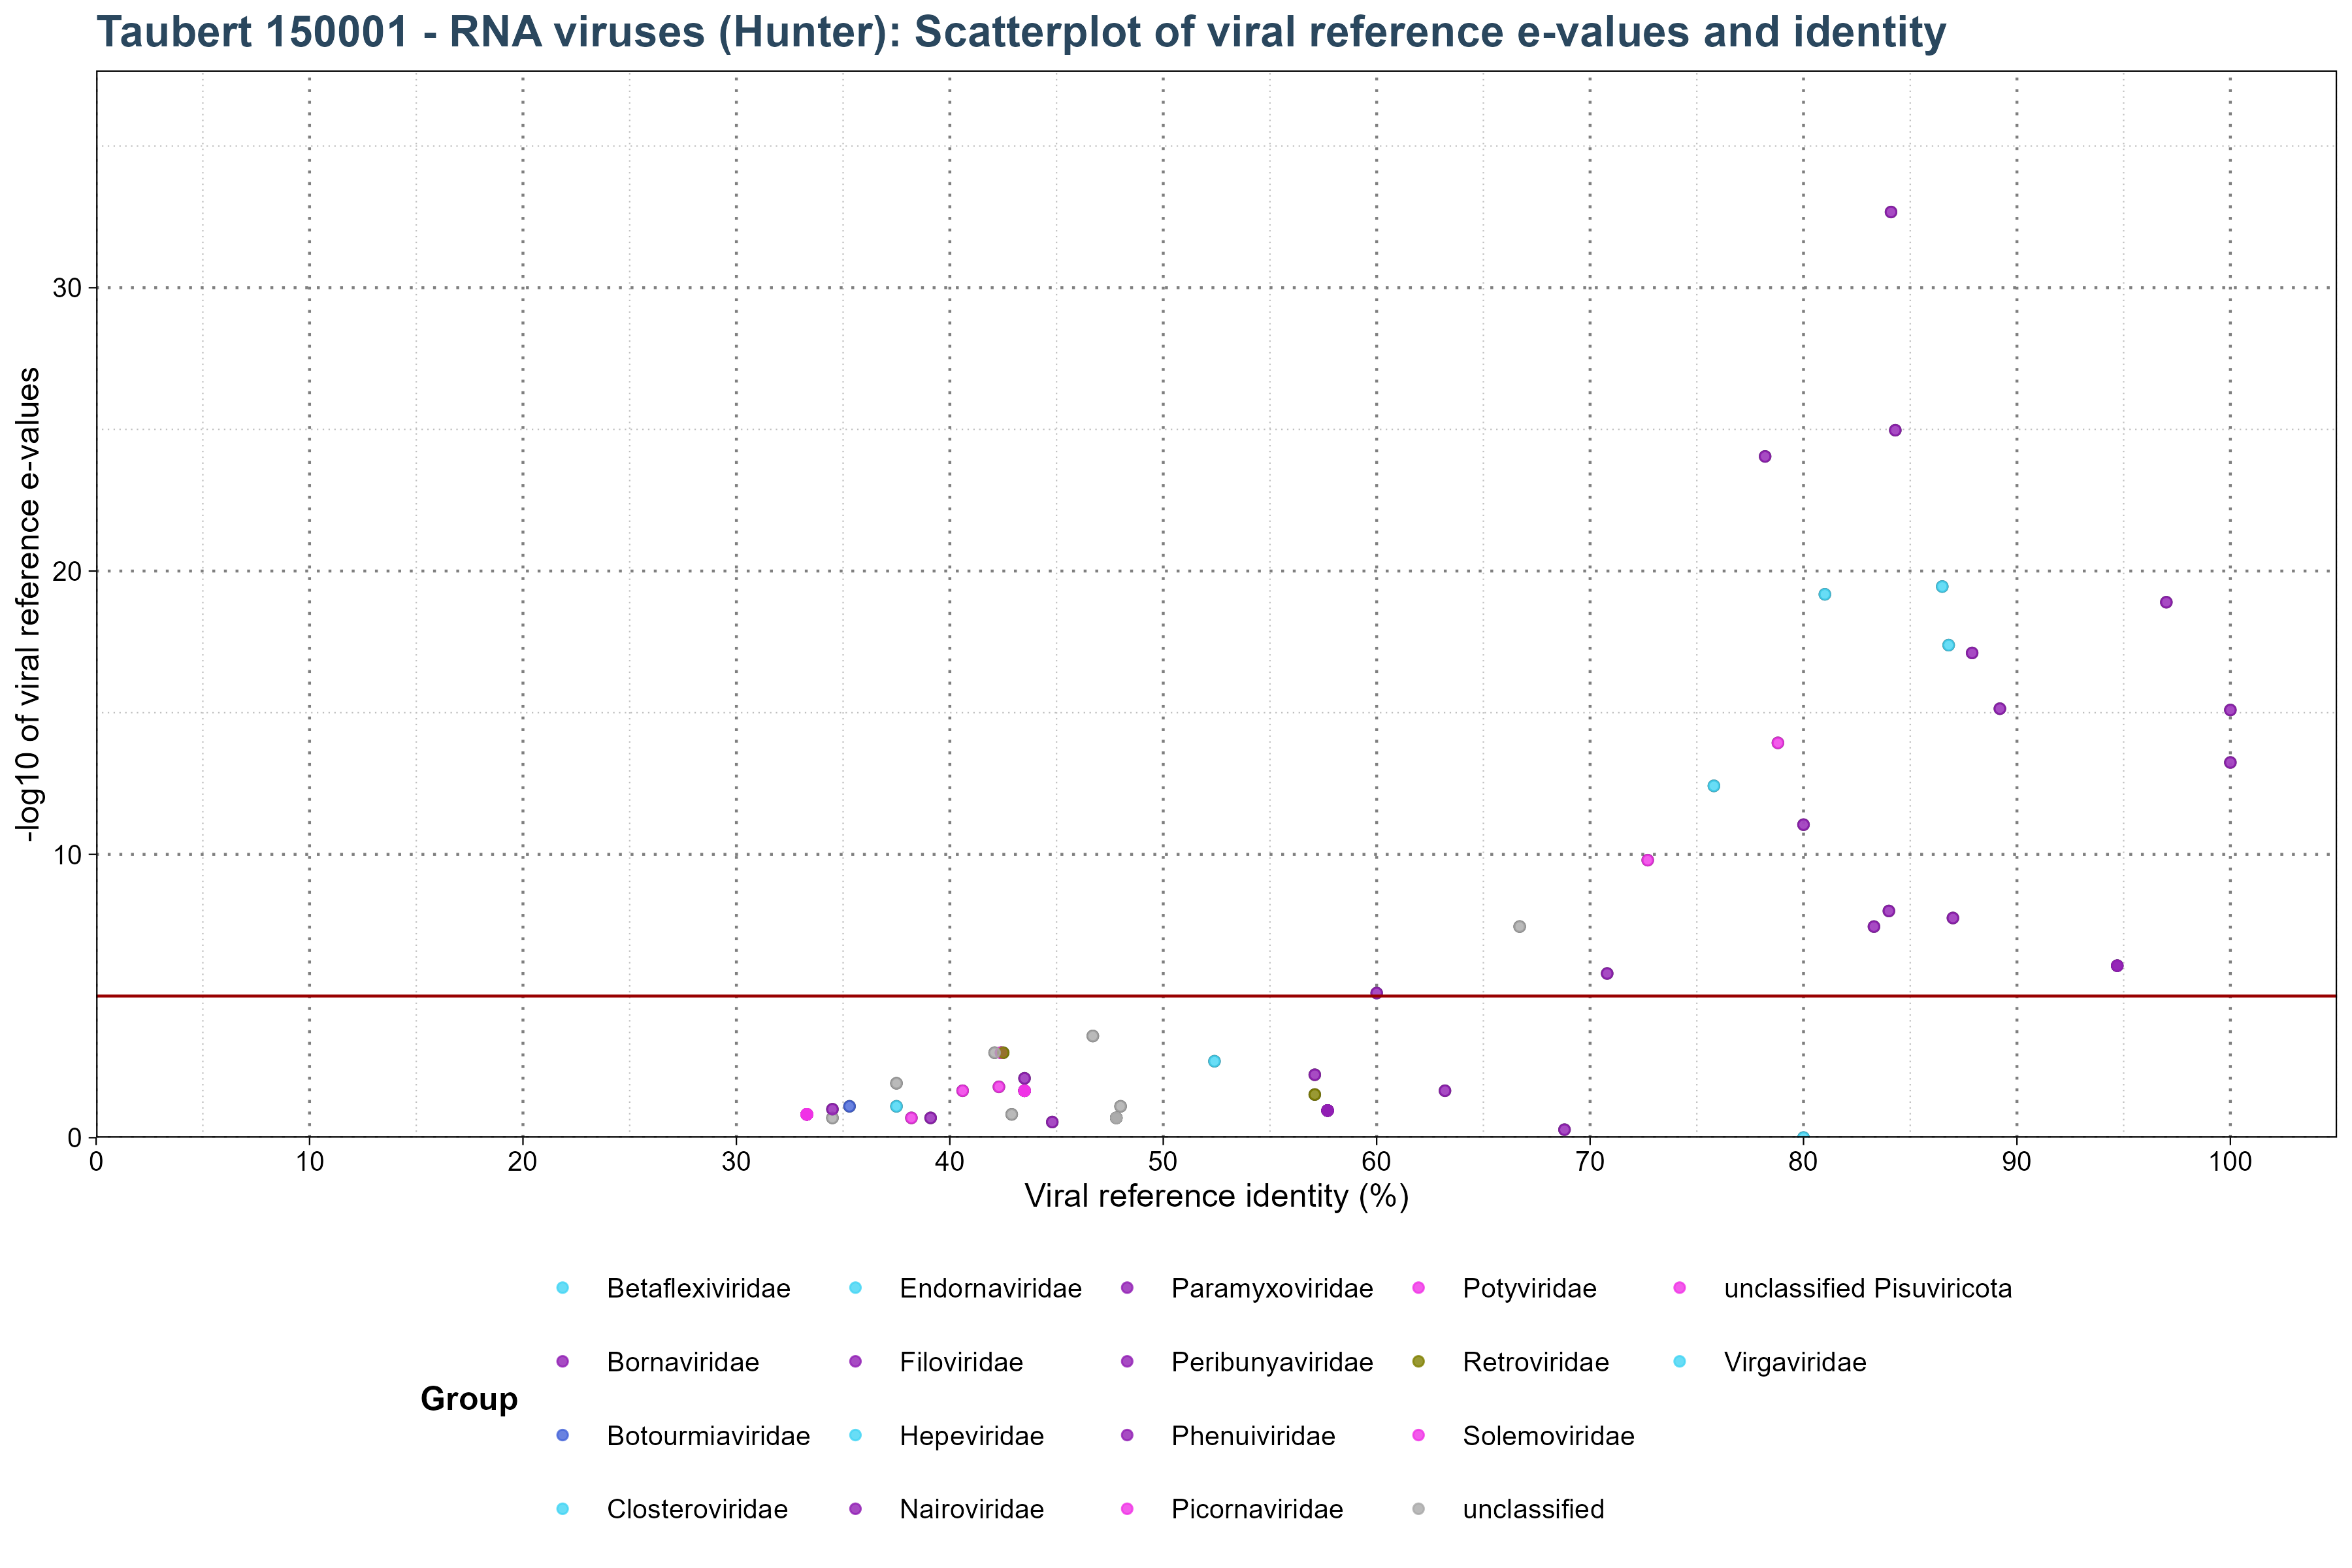 Taubert 150001 - RNA viruses (Hunter): Scatterplot of viral reference e-values and identity
-log10 of viral reference e-values
30
20
10
0
0 10 20 30 40 50 60 70 80 90 100
Viral reference identity (%)
Group
Betaflexiviridae Endornaviridae Paramyxoviridae Potyviridae unclassified Pisuviricota
Bornaviridae Filoviridae Peribunyaviridae Retroviridae Virgaviridae
Botourmiaviridae Hepeviridae Phenuiviridae Solemoviridae
Closteroviridae Nairoviridae Picornaviridae unclassified